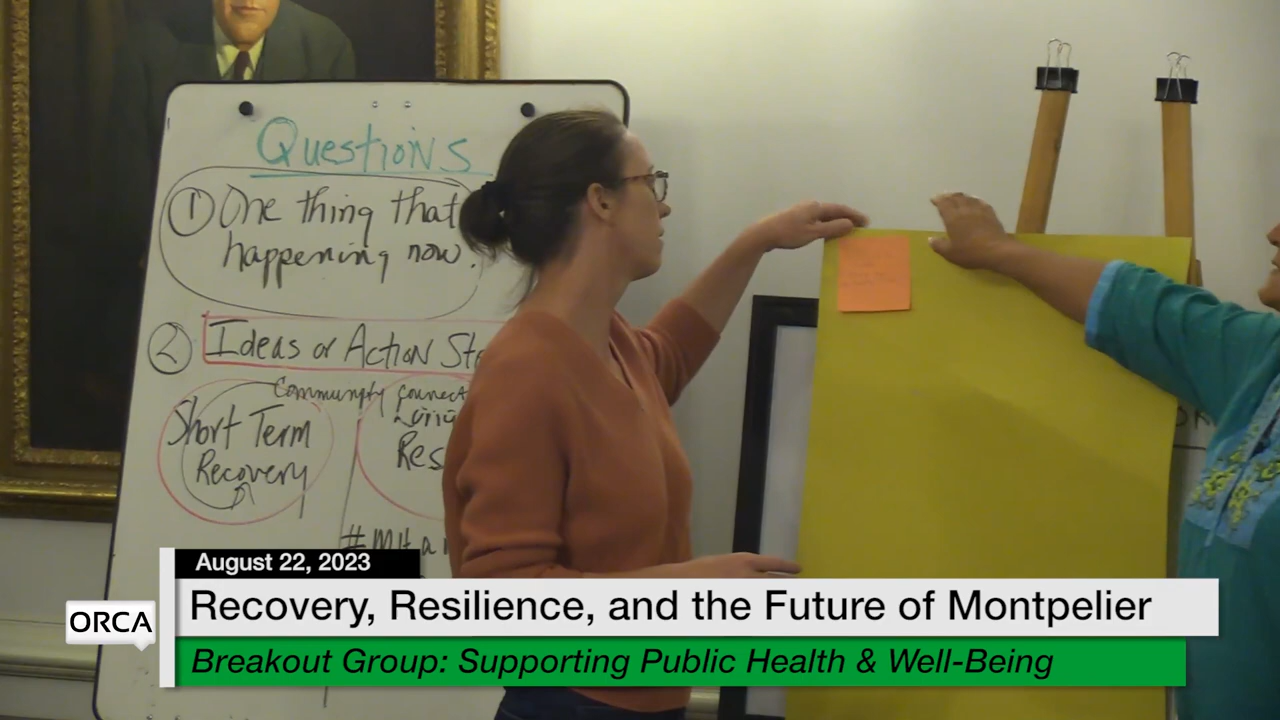 Questions
① One thing that
happening now.
② Ideas or Action Ste
Community connect
Short Term
Recovery
Res
August 22, 2023
ORCA
Recovery, Resilience, and the Future of Montpelier
Breakout Group: Supporting Public Health & Well-Being